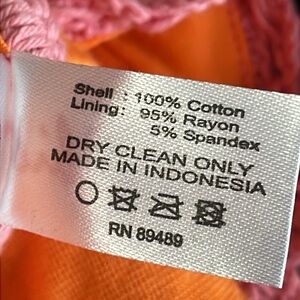 Shell : 100% Cotton
Lining: 95% Rayon
5% Spandex
DRY CLEAN ONLY
MADE IN INDONESIA
RN 89489